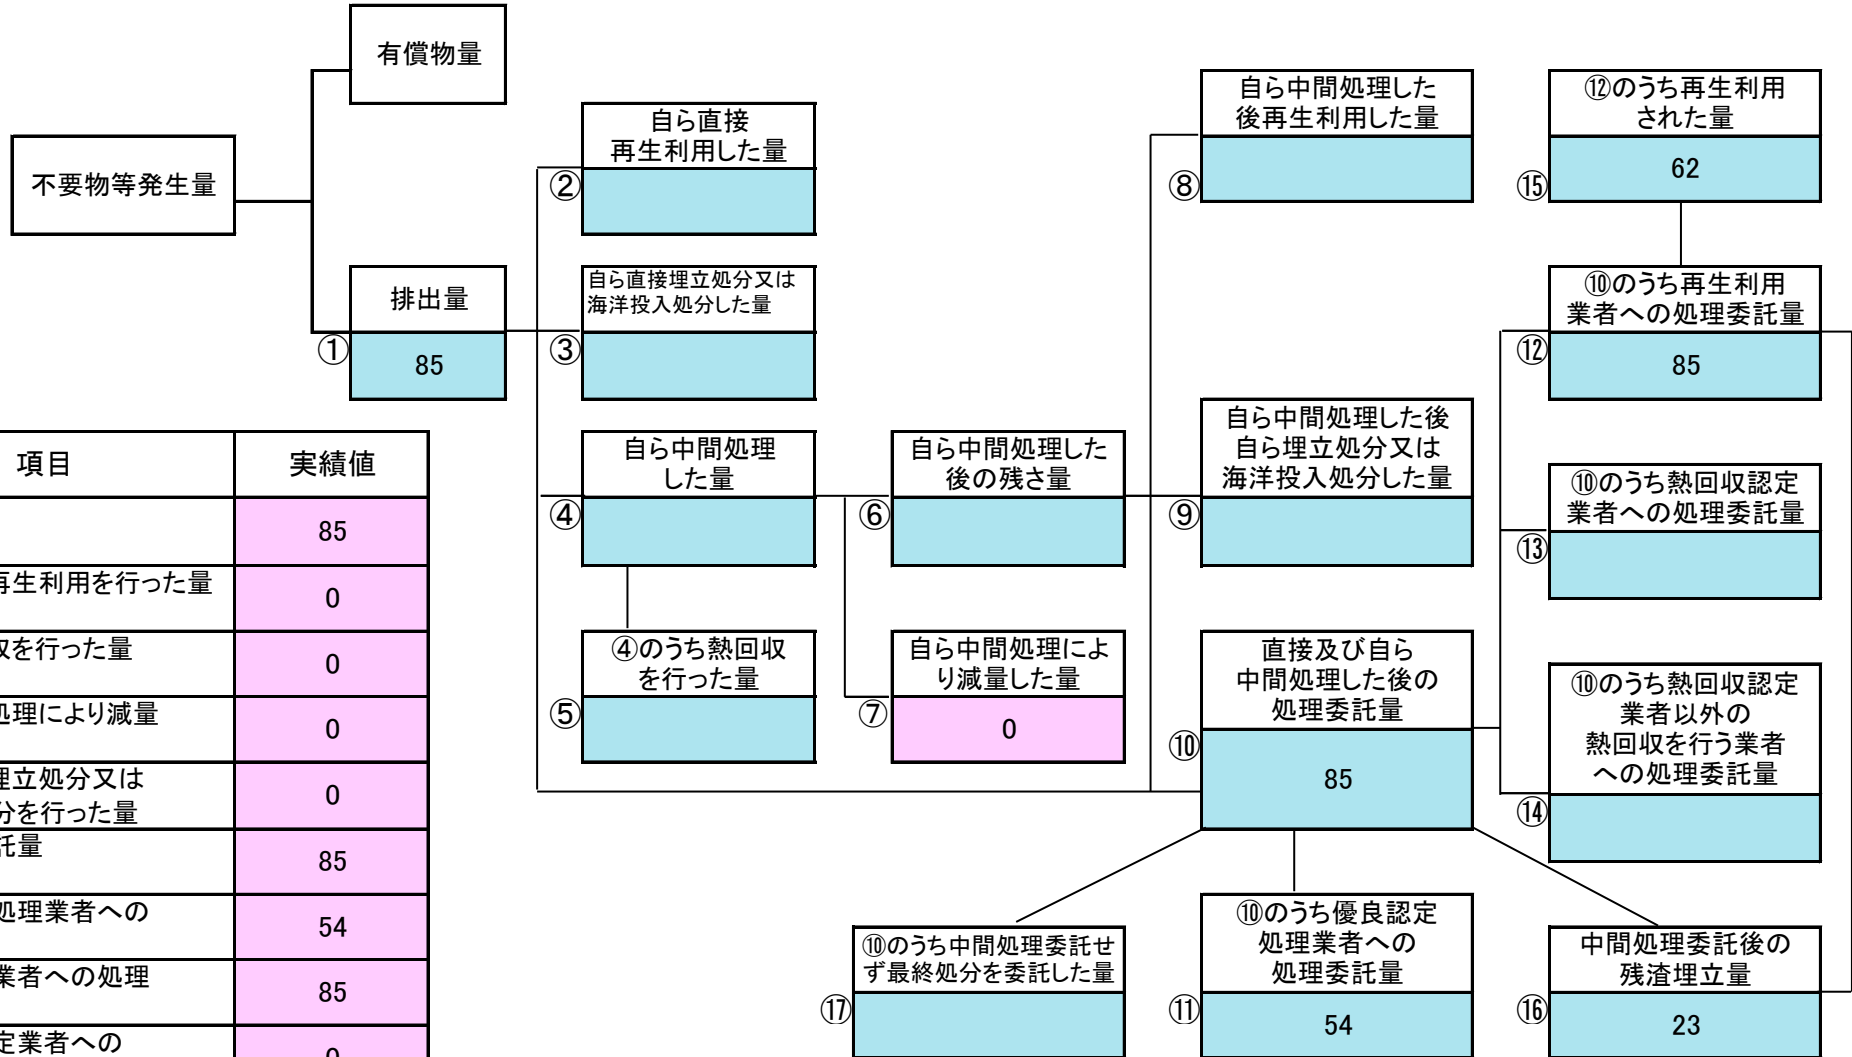 有償物量
不要物等発生量
排出量
①
85
自ら直接
再生利用した量
②
自ら直接埋立処分又は
海洋投入処分した量
③
自ら中間処理
した量
④
④のうち熱回収
を行った量
⑤
自ら中間処理した
後の残さ量
⑥
自ら中間処理によ
り減量した量
⑦
0
自ら中間処理した
後再生利用した量
⑧
自ら中間処理した後
自ら埋立処分又は
海洋投入処分した量
⑨
直接及び自ら
中間処理した後の
処理委託量
⑩
85
⑩のうち優良認定
処理業者への
処理委託量
⑪
54
⑫のうち再生利用
された量
⑮
62
⑩のうち再生利用
業者への処理委託量
⑫
85
⑩のうち熱回収認定
業者への処理委託量
⑬
⑩のうち熱回収認定
業者以外の
熱回収を行う業者
への処理委託量
⑭
中間処理委託後の
残渣埋立量
⑯
23
⑩のうち中間処理委託せ
ず最終処分を委託した量
⑰
項目 実績値
85
再生利用を行った量 0
を行った量 0
処理により減量 0
埋立処分又は
分を行った量 0
託量 85
処理業者への 54
業者への処理 85
定業者への